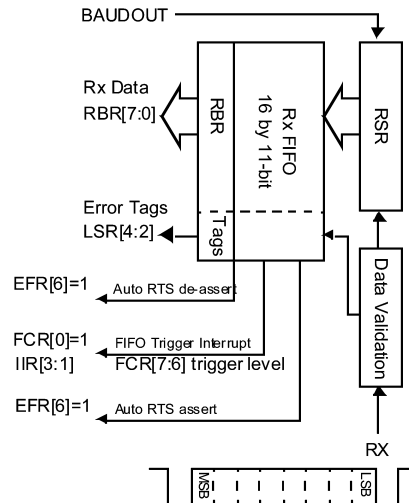 BAUDOUT
Rx Data
RBR[7:0]
RBR
Rx FIFO
16 by 11-bit
RSR
Error Tags
LSR[4:2]
Tags
Data Validation
EFR[6]=1
Auto RTS de-assert
FCR[0]=1
FIFO Trigger Interrupt
IIR[3:1]
FCR[7:6] trigger level
EFR[6]=1
Auto RTS assert
RX
MSB
LSB